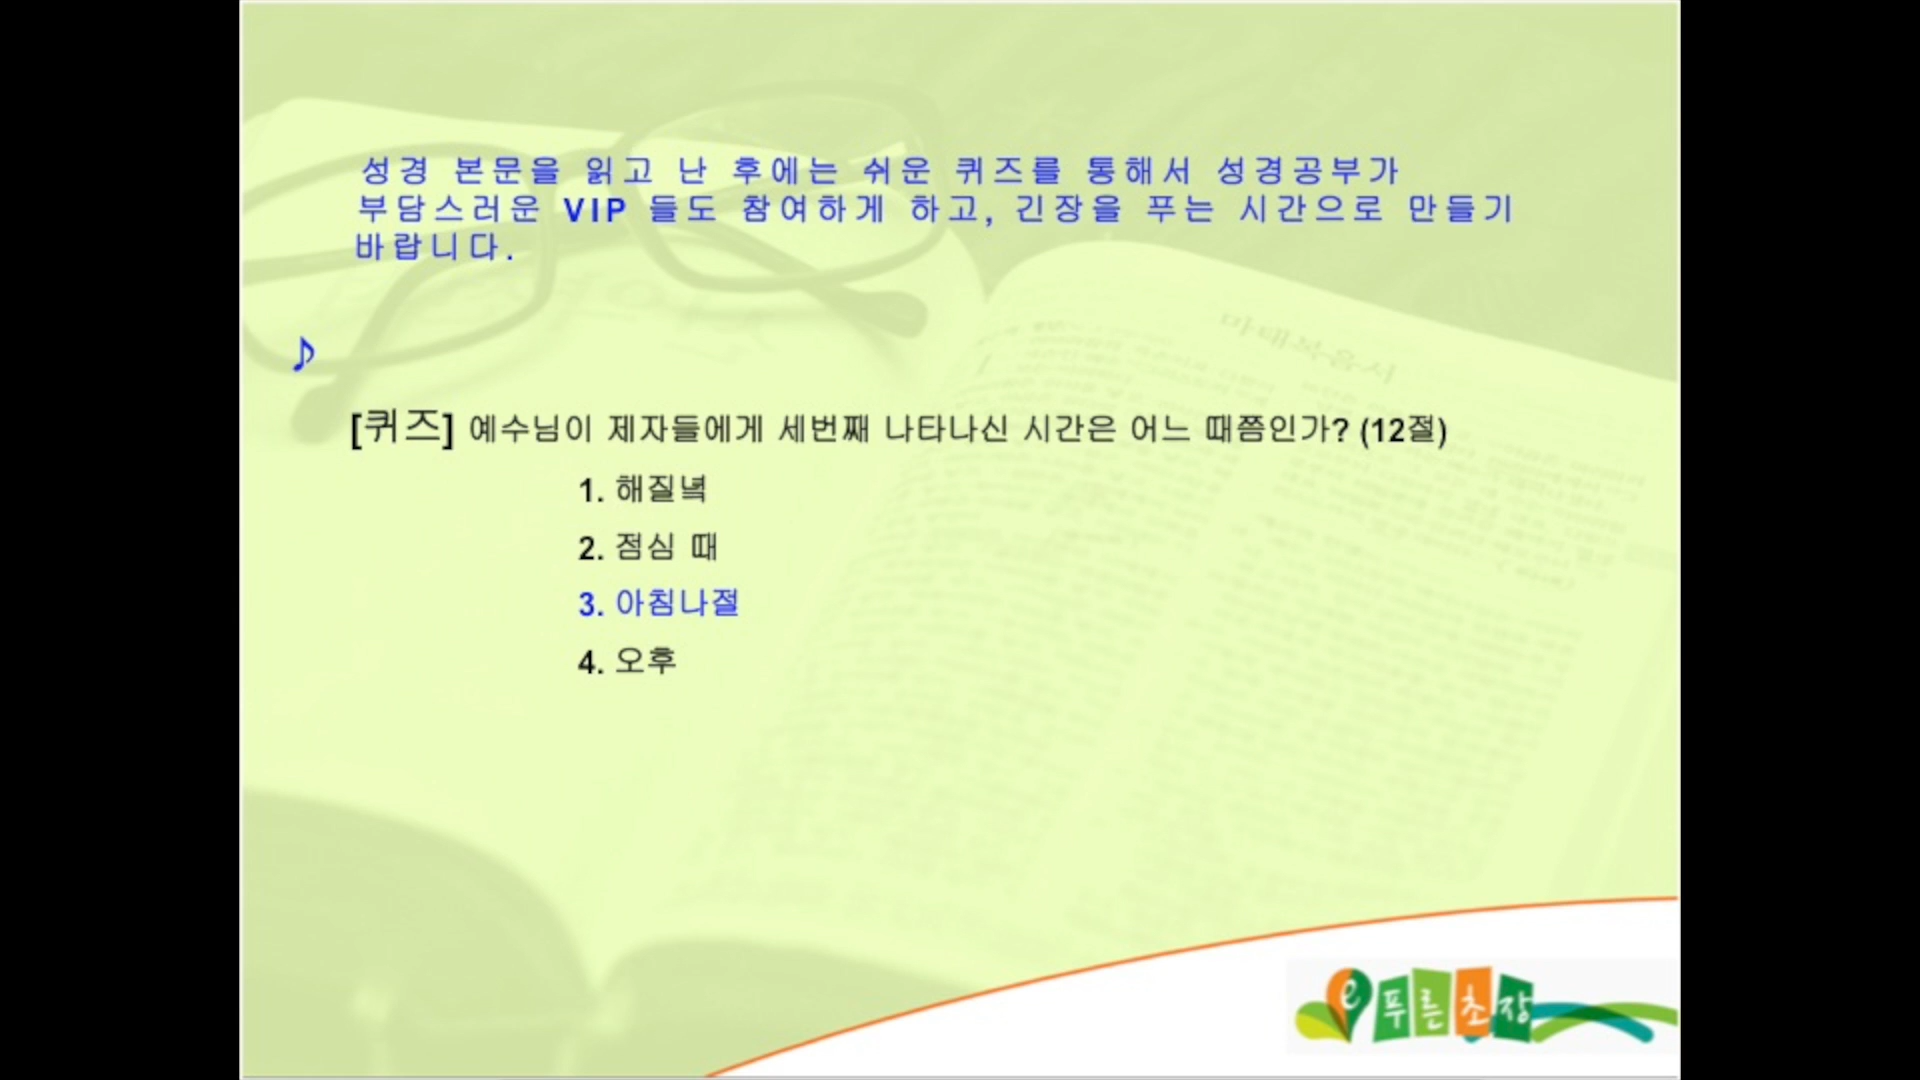 성경 본문을 읽고 난 후에는 쉬운 퀴즈를 통해서 성경공부가
부담스러운 VIP 들도 참여하게 하고, 긴장을 푸는 시간으로 만들기
바랍니다.
♪
마태복음서
[퀴즈] 예수님이 제자들에게 세번째 나타나신 시간은 어느 때쯤인가? (12절)
1. 해질녘
2. 점심 때
3. 아침나절
4. 오후
e 푸른초장